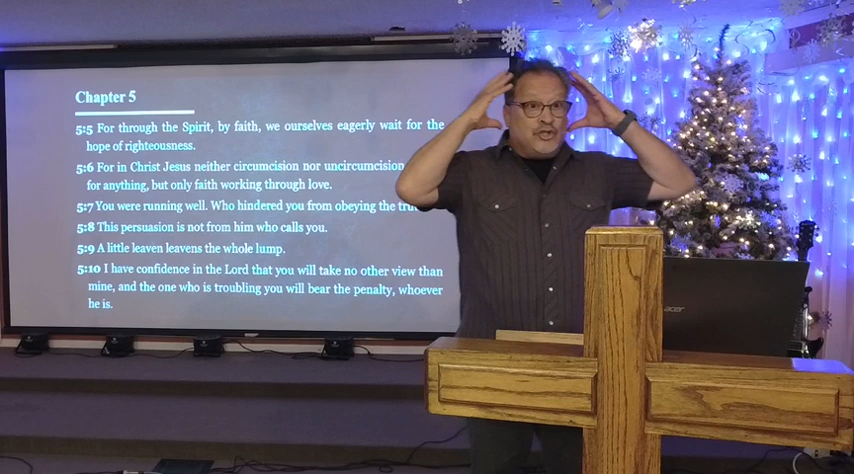 Chapter 5
5:5 For through the Spirit, by faith, we ourselves eagerly wait for the
hope of righteousness.
5:6 For in Christ Jesus neither circumcision nor uncircumcision
for anything, but only faith working through love.
5:7 You were running well. Who hindered you from obeying the
5:8 This persuasion is not from him who calls you.
5:9 A little leaven leavens the whole lump.
5:10 I have confidence in the Lord that you will take no other view than
mine, and the one who is troubling you will bear the penalty, whoever
he is.
acer